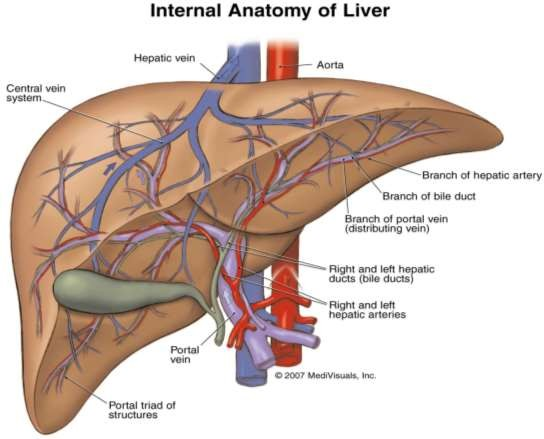 Internal Anatomy of Liver
Hepatic vein
Aorta
Central vein
system
Branch of hepatic artery
Branch of bile duct
Branch of portal vein
(distributing vein)
Right and left hepatic
ducts (bile ducts)
Right and left
hepatic arteries
Portal
vein
© 2007 MediVisuals, Inc.
Portal triad of
structures